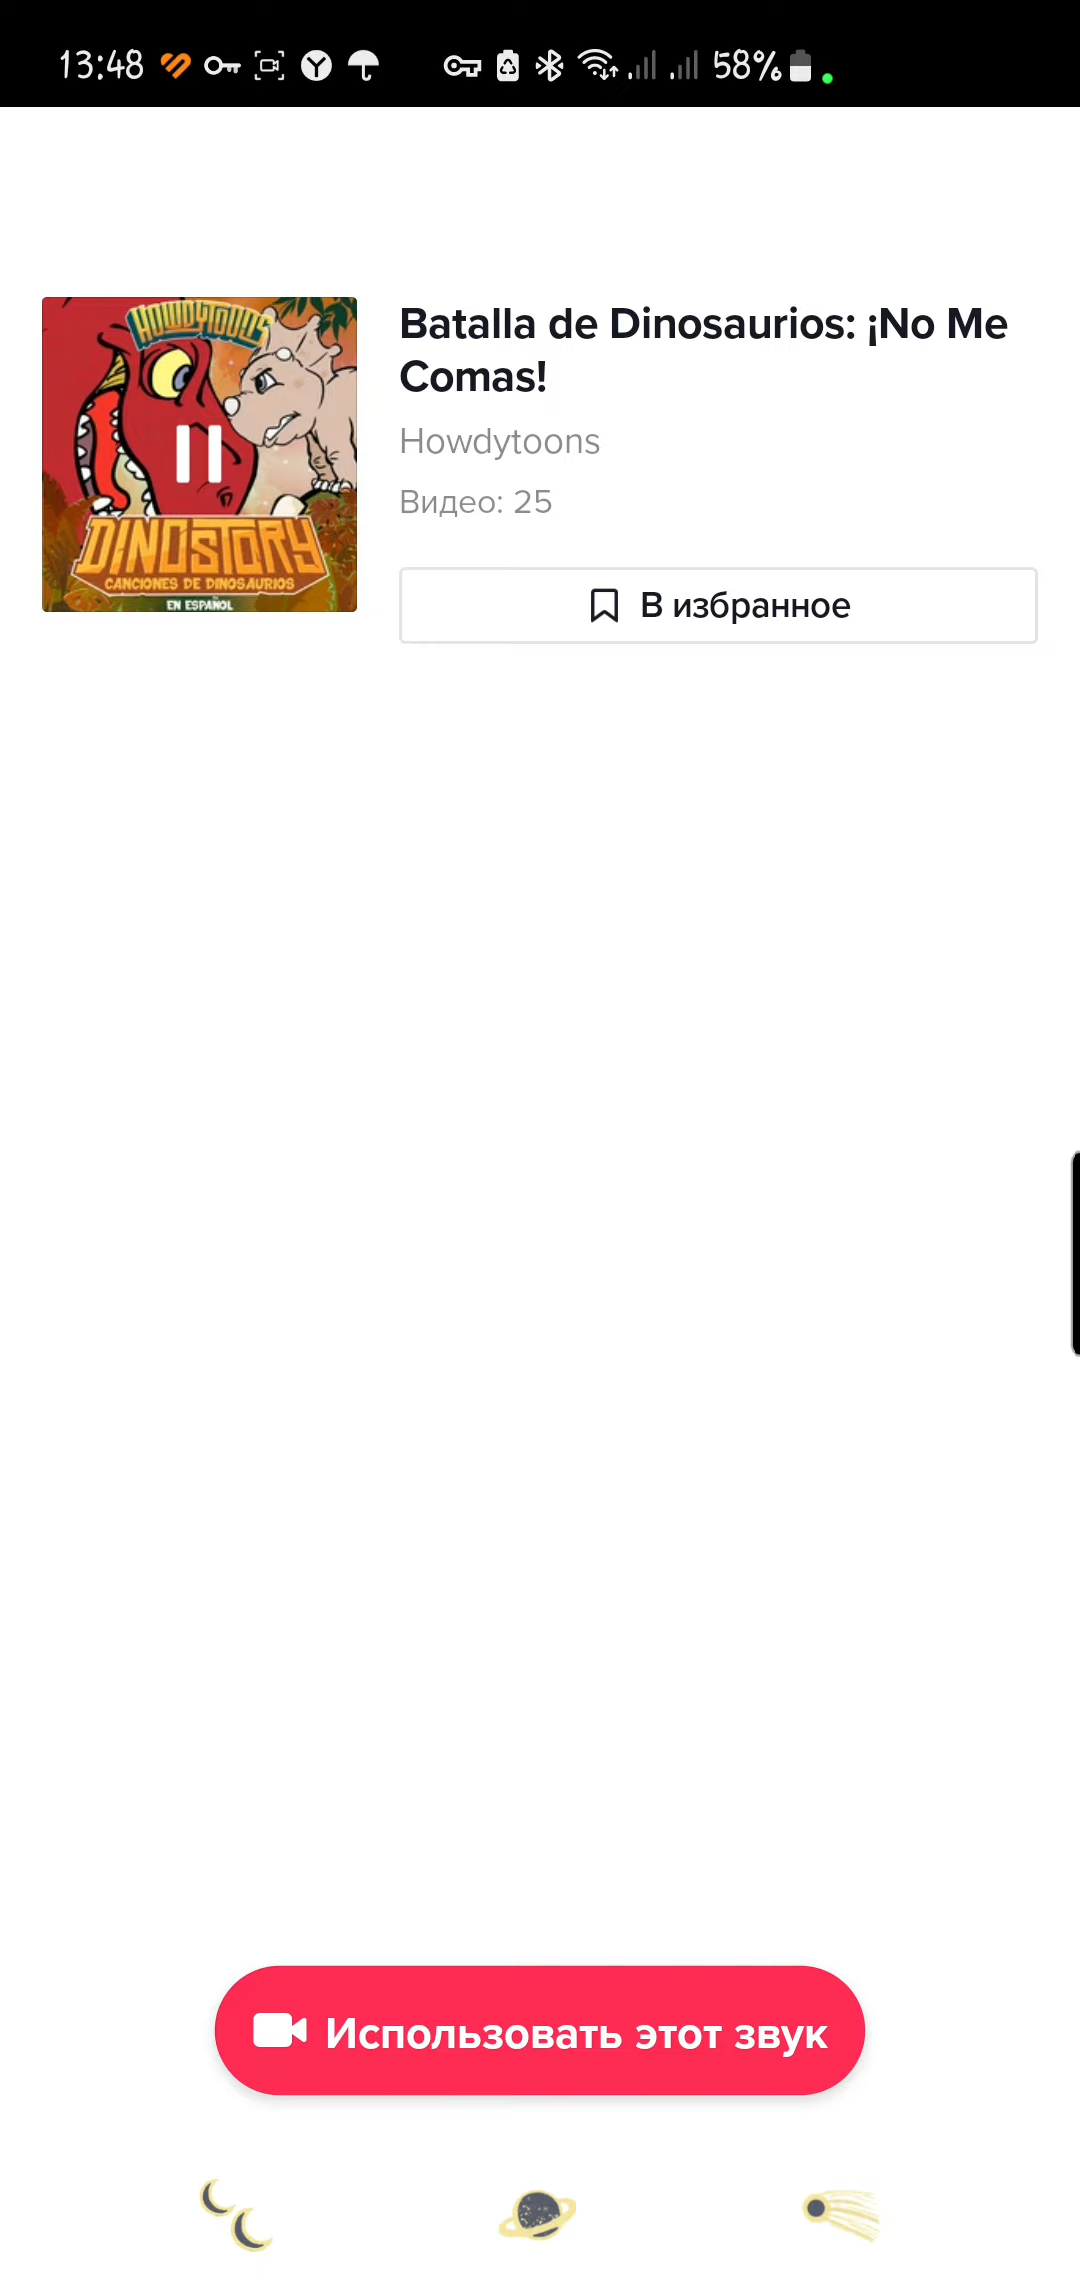 13:48
58%
HOWDYTOONS
DINOSTORY
CANCIONES DE DINOSAURIOS
EN ESPAÑOL
Batalla de Dinosaurios: ¡No Me
Comas!
Howdytoons
Видео: 25
В избранное
Использовать этот звук